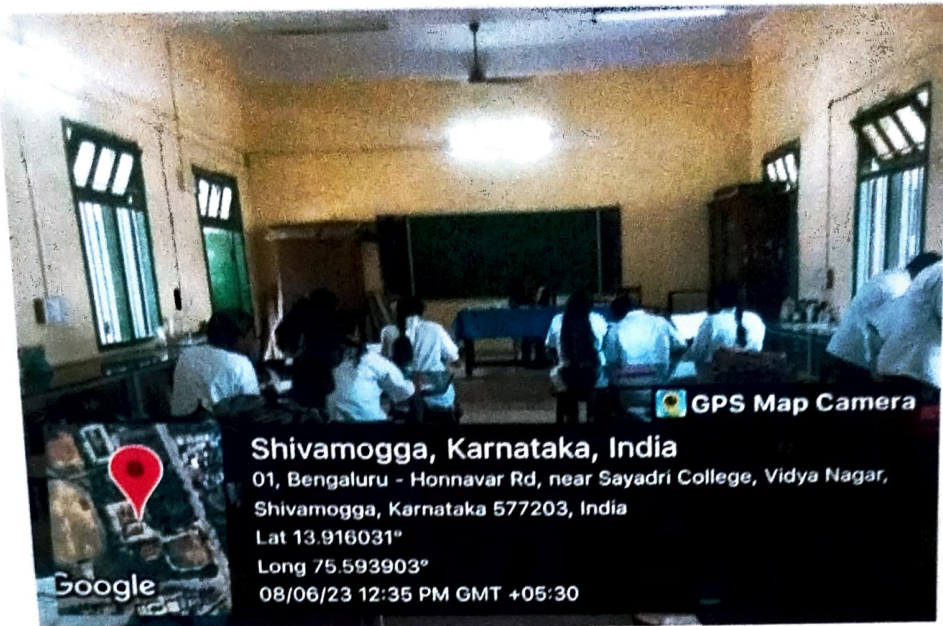 GPS Map Camera
Shivamogga, Karnataka, India
01, Bengaluru - Honnavar Rd, near Sayadri College, Vidya Nagar,
Shivamogga, Karnataka 577203, India
Lat 13.916031°
Long 75.593903°
08/06/23 12:35 PM GMT +05:30
Google